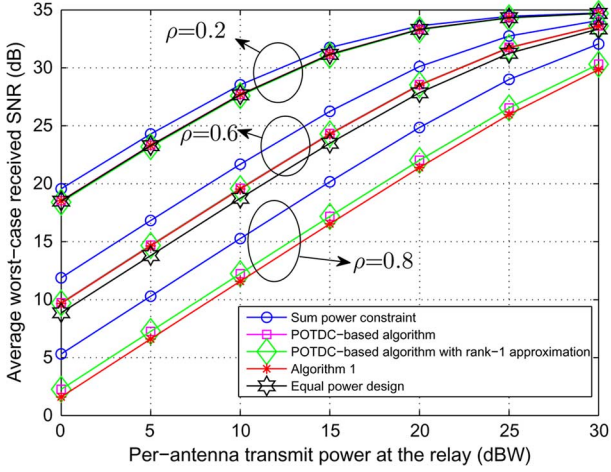 35
30
25
20
15
10
5
0
Average worst-case received SNR (dB)
ρ=0.2
ρ=0.6
ρ=0.8
Sum power constraint
POTDC-based algorithm
POTDC-based algorithm with rank-1 approximation
Algorithm 1
Equal power design
0 5 10 15 20 25 30
Per-antenna transmit power at the relay (dBW)